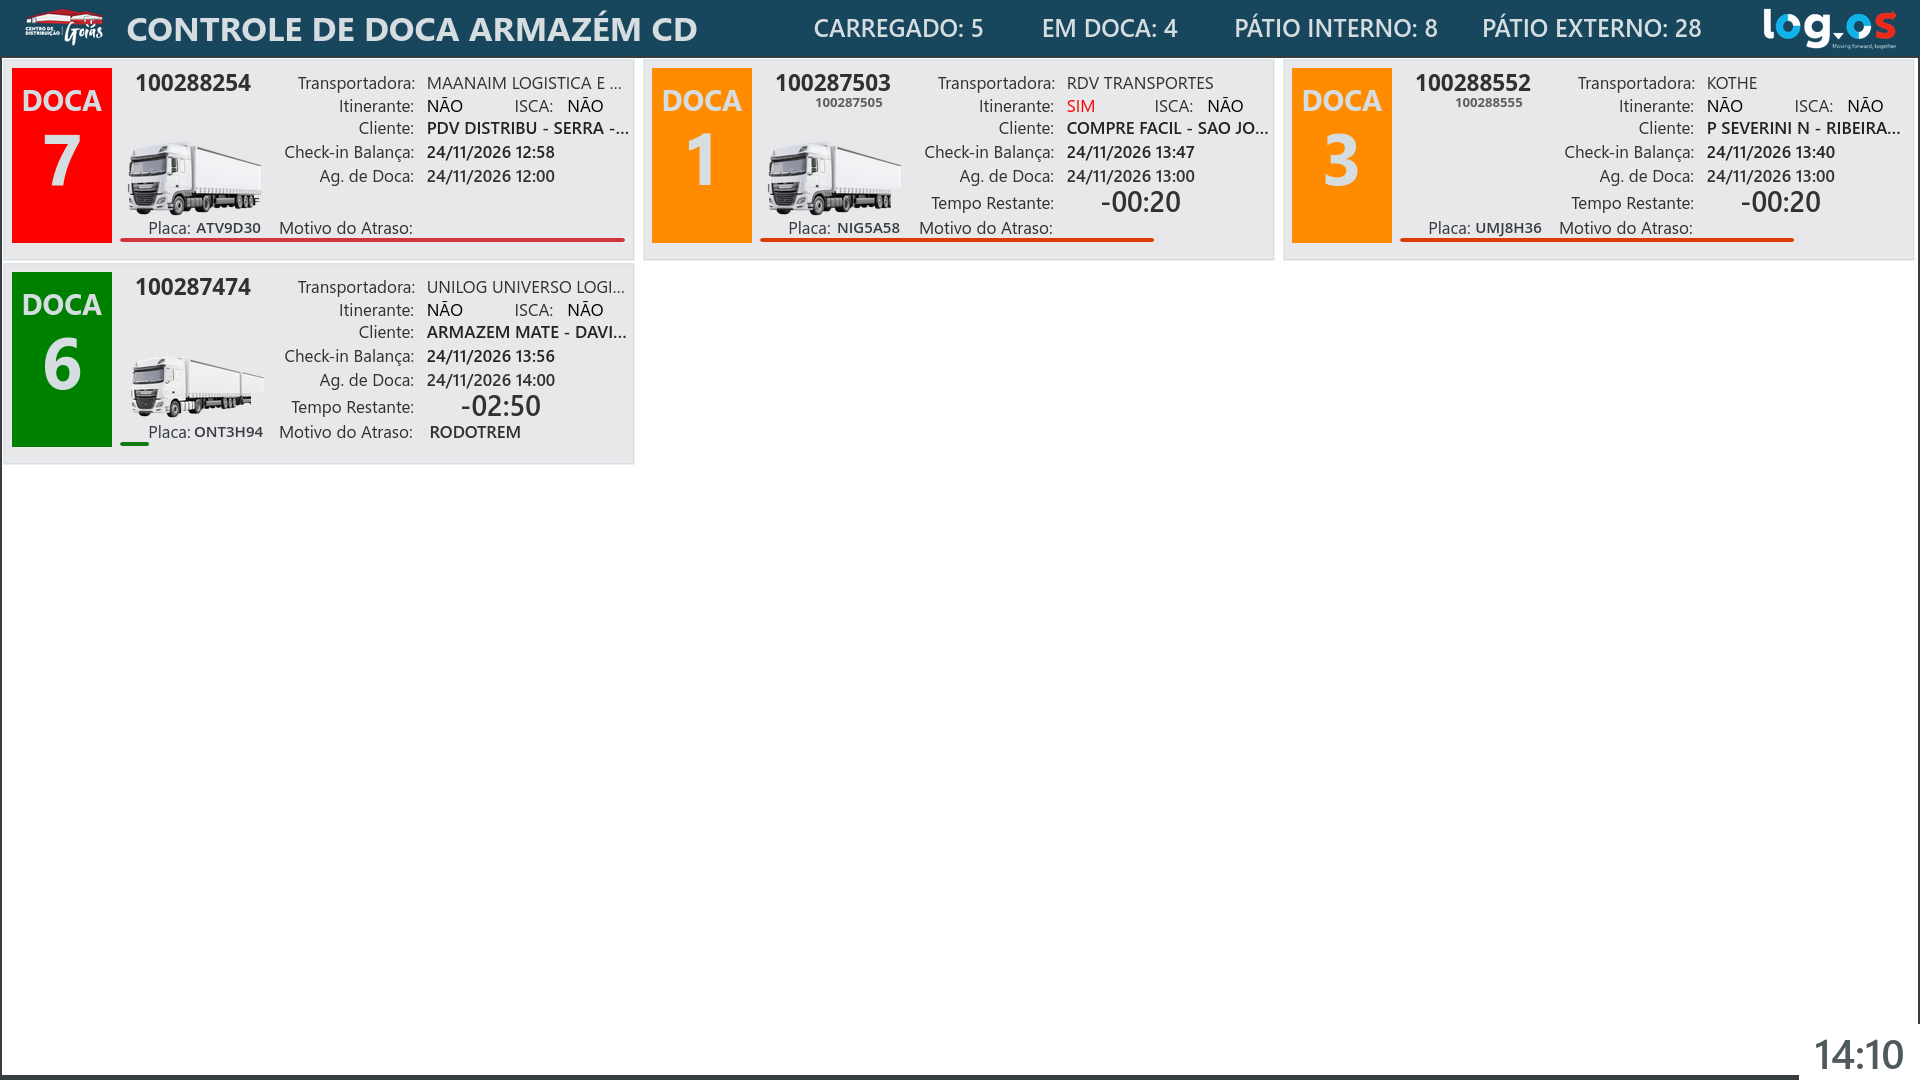 CENTRO DE DISTRIBUIÇÃO Goiás
CONTROLE DE DOCA ARMAZÉM CD
CARREGADO: 5
EM DOCA: 4
PÁTIO INTERNO: 8
PÁTIO EXTERNO: 28
log.os
Moving forward, together
DOCA
7
100288254
Transportadora: MAANAIM LOGISTICA E ...
Itinerante: NÃO ISCA: NÃO
Cliente: PDV DISTRIBU - SERRA -...
Check-in Balança: 24/11/2026 12:58
Ag. de Doca: 24/11/2026 12:00
Placa: ATV9D30 Motivo do Atraso:
DOCA
1
100287503
100287505
Transportadora: RDV TRANSPORTES
Itinerante: SIM ISCA: NÃO
Cliente: COMPRE FACIL - SAO JO...
Check-in Balança: 24/11/2026 13:47
Ag. de Doca: 24/11/2026 13:00
Tempo Restante: -00:20
Placa: NIG5A58 Motivo do Atraso:
DOCA
3
100288552
100288555
Transportadora: KOTHE
Itinerante: NÃO ISCA: NÃO
Cliente: P SEVERINI N - RIBEIRA...
Check-in Balança: 24/11/2026 13:40
Ag. de Doca: 24/11/2026 13:00
Tempo Restante: -00:20
Placa: UMJ8H36 Motivo do Atraso:
DOCA
6
100287474
Transportadora: UNILOG UNIVERSO LOGI...
Itinerante: NÃO ISCA: NÃO
Cliente: ARMAZEM MATE - DAVI...
Check-in Balança: 24/11/2026 13:56
Ag. de Doca: 24/11/2026 14:00
Tempo Restante: -02:50
Placa: ONT3H94 Motivo do Atraso: RODOTREM
14:10